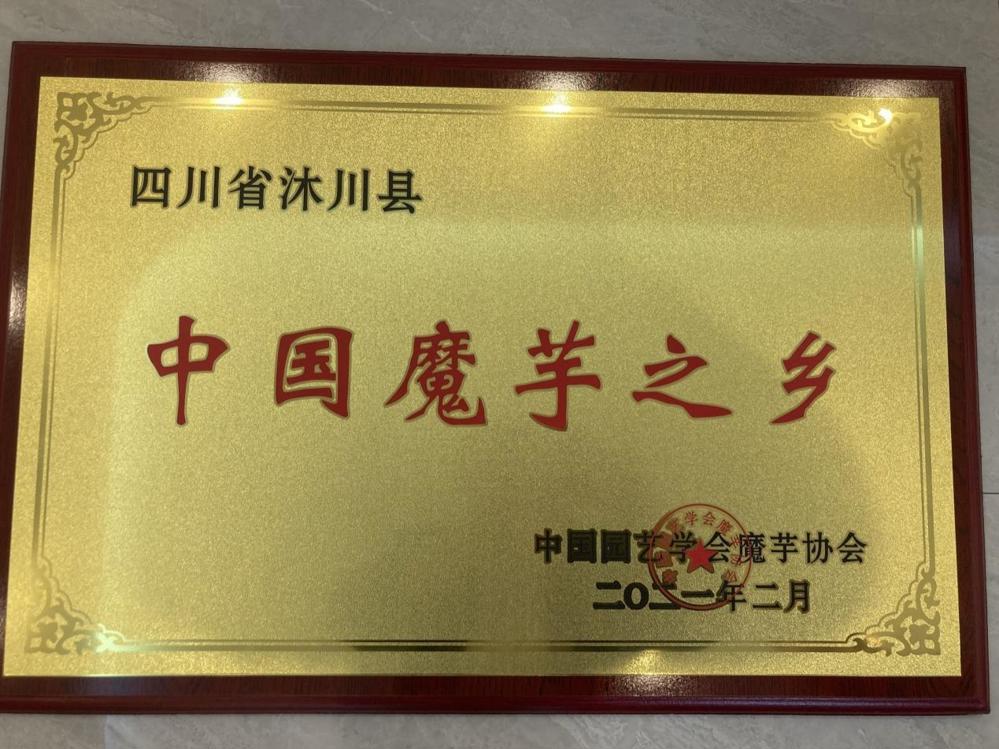 四川省沐川县
中国魔芋之乡
中国园艺学会魔芋协会
二〇二一年二月